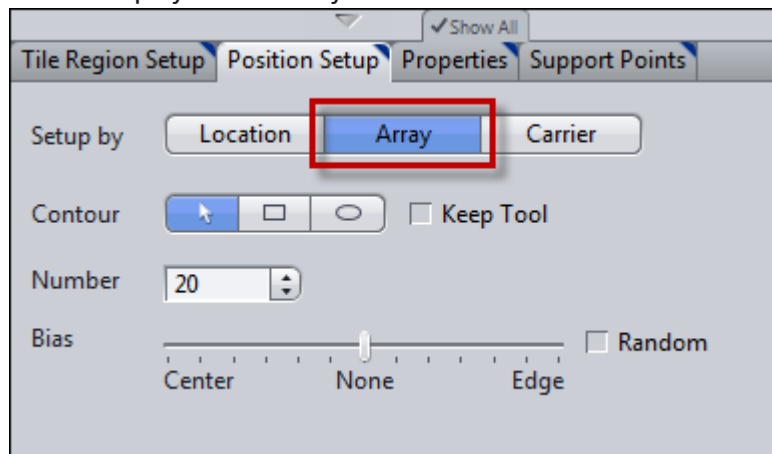 ✓Show All
Tile Region Setup Position Setup Properties Support Points
Setup by Location Array Carrier
Contour Keep Tool
Number 20
Bias Random
Center None Edge